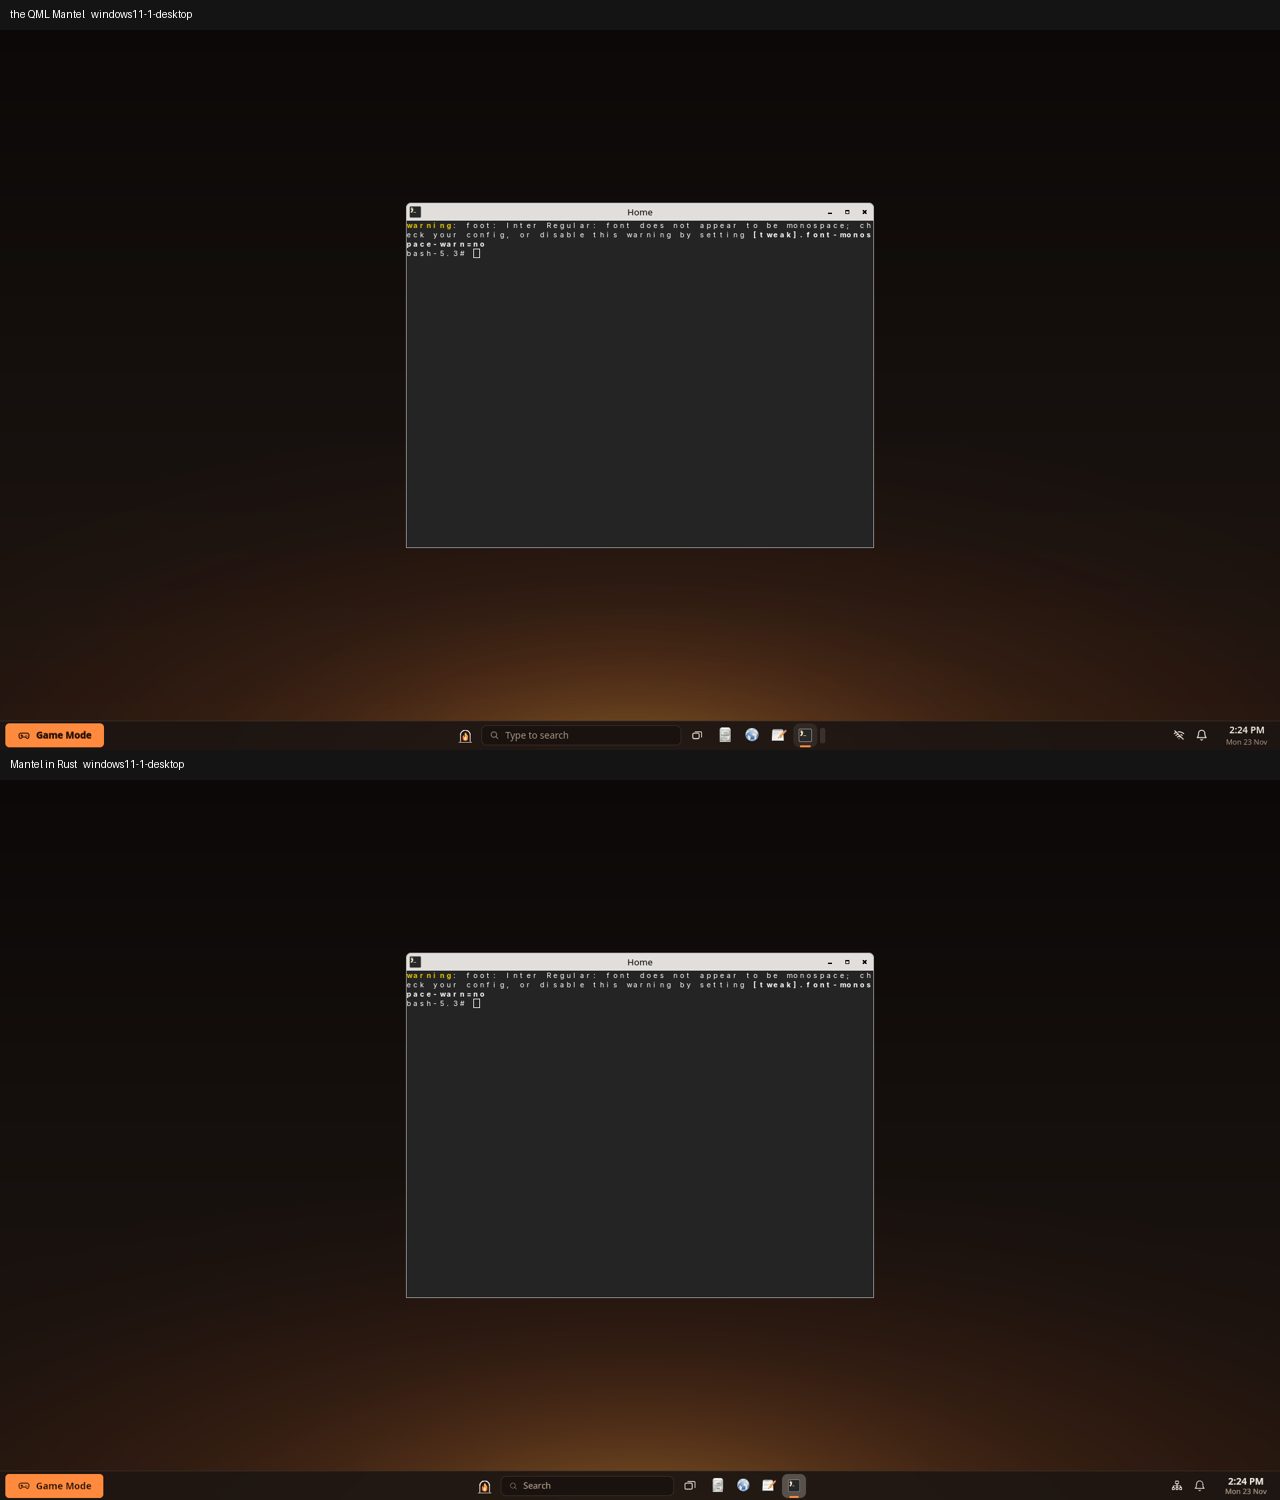 the QML Mantel windows11-1-desktop
Home
warning: foot: Inter Regular: font does not appear to be monospace; ch
eck your config, or disable this warning by setting [tweak].font-monos
pace-warn=no
bash-5.3#
Game Mode
Type to search
2:24 PM
Mon 23 Nov
Mantel in Rust windows11-1-desktop
Home
warning: foot: Inter Regular: font does not appear to be monospace; ch
eck your config, or disable this warning by setting [tweak].font-monos
pace-warn=no
bash-5.3#
Game Mode
Search
2:24 PM
Mon 23 Nov